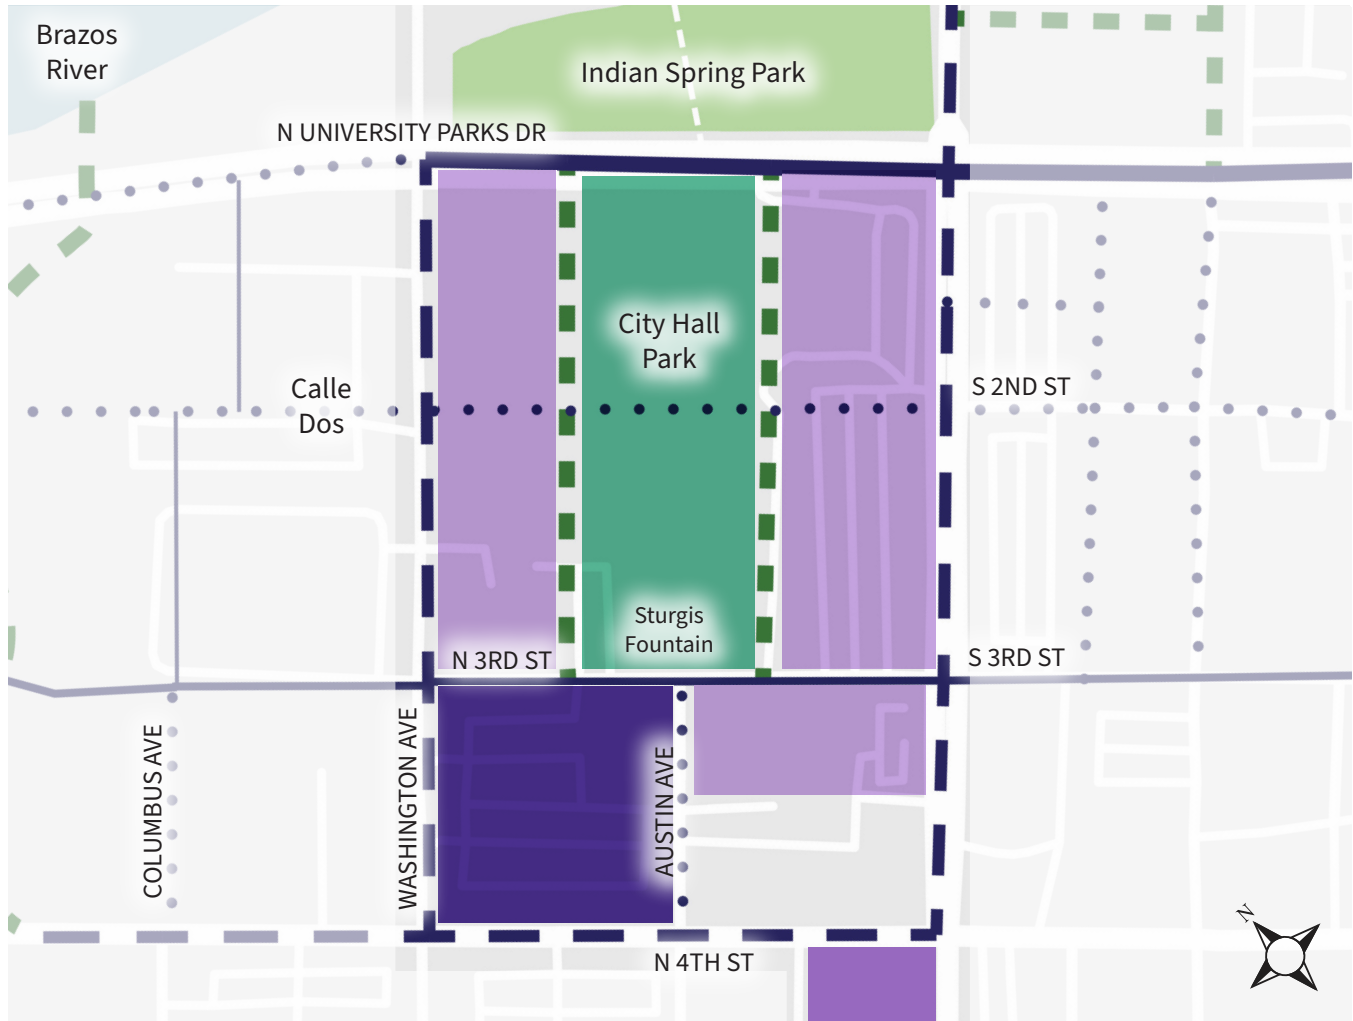 Brazos
River
Indian Spring Park
N UNIVERSITY PARKS DR
City Hall
Park
Calle
Dos
S 2ND ST
Sturgis
Fountain
N 3RD ST
S 3RD ST
COLUMBUS AVE
WASHINGTON AVE
AUSTIN AVE
N 4TH ST
N